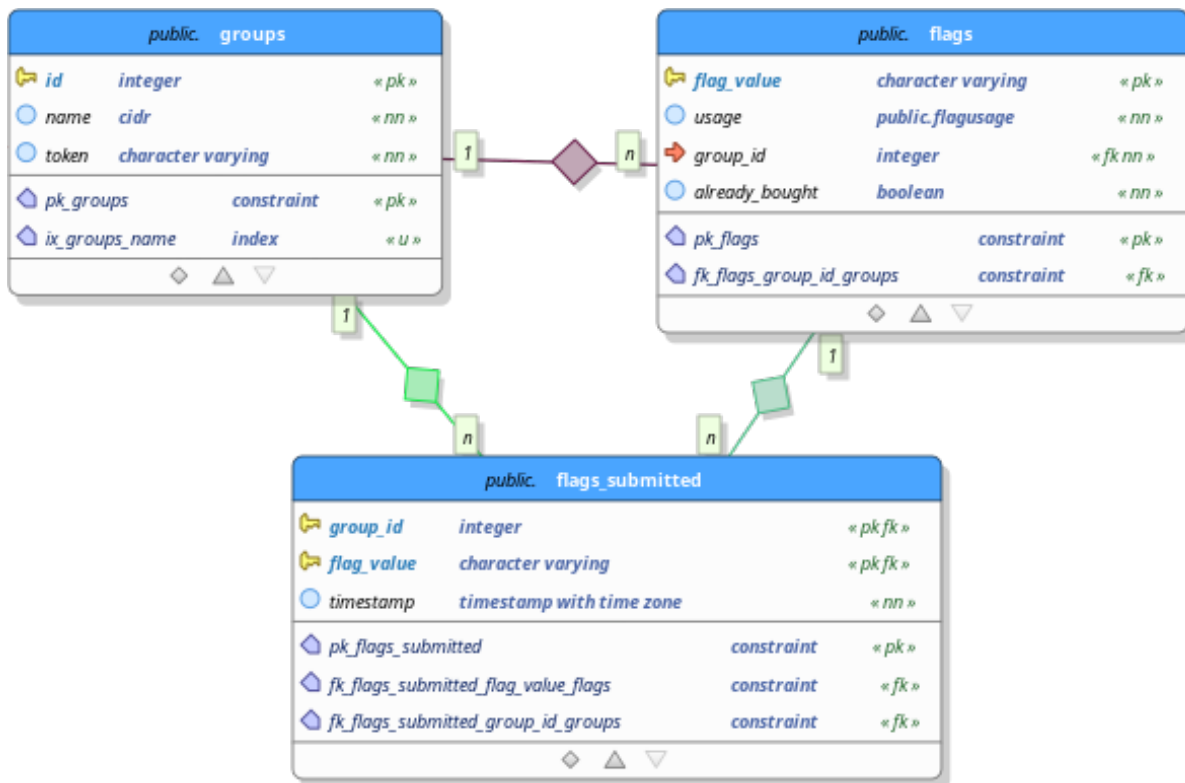 public. groups
id integer « pk »
name cidr « nn »
token character varying « nn »
pk_groups constraint « pk »
ix_groups_name index « u »
1
n
public. flags
flag_value character varying « pk »
usage public.flagusage « nn »
group_id integer « fk nn »
already_bought boolean « nn »
pk_flags constraint « pk »
fk_flags_group_id_groups constraint « fk »
1
n
1
n
public. flags_submitted
group_id integer « pk fk »
flag_value character varying « pk fk »
timestamp timestamp with time zone « nn »
pk_flags_submitted constraint « pk »
fk_flags_submitted_flag_value_flags constraint « fk »
fk_flags_submitted_group_id_groups constraint « fk »